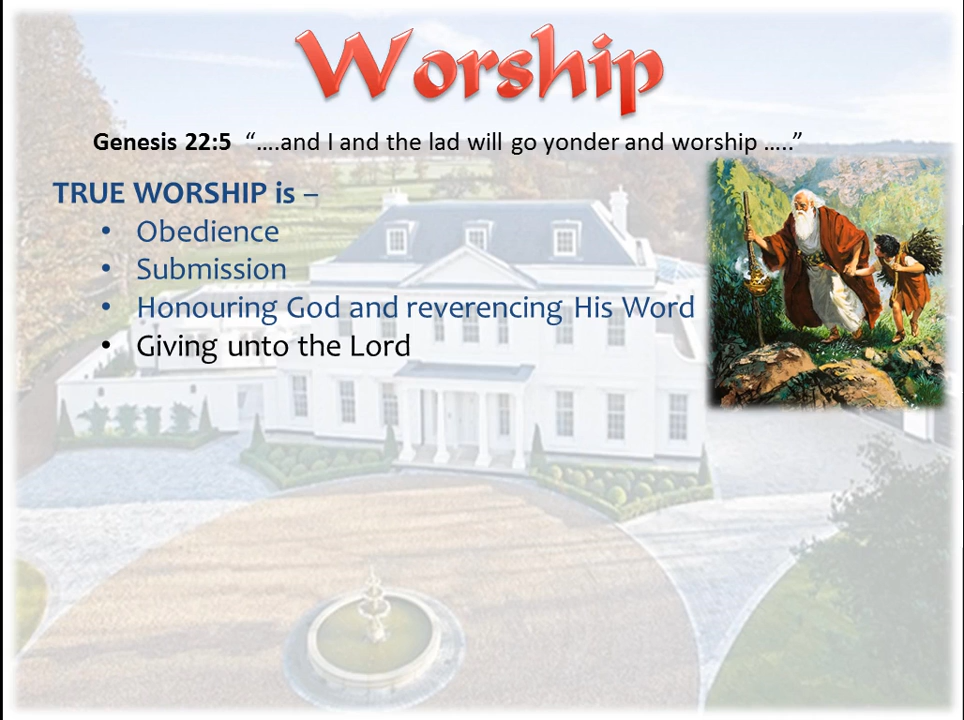 Worship
Genesis 22:5 “….and I and the lad will go yonder and worship …..”
TRUE WORSHIP is –
• Obedience
• Submission
• Honouring God and reverencing His Word
• Giving unto the Lord